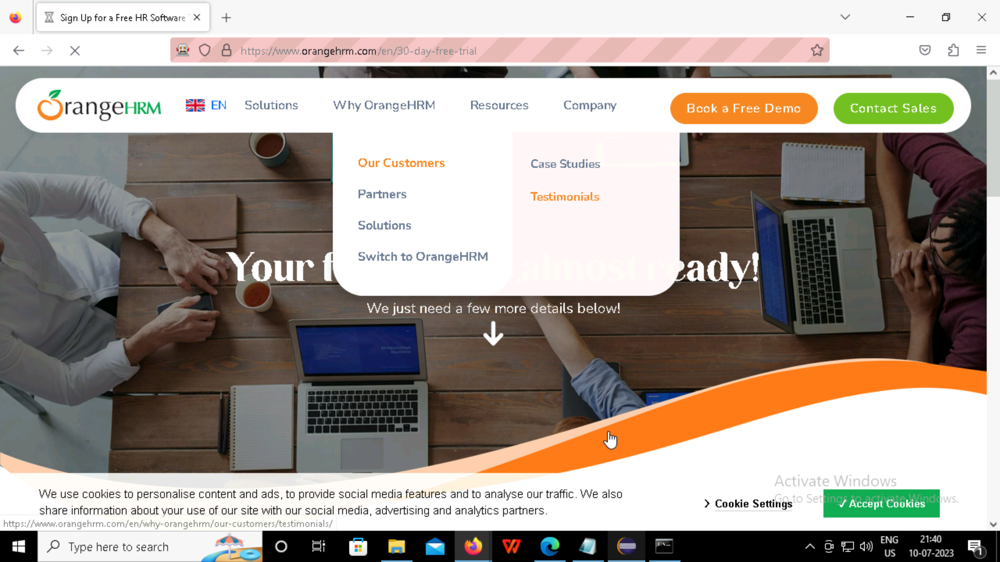 Sign Up for a Free HR Software
https://www.orangehrm.com/en/30-day-free-trial
OrangeHRM
EN
Solutions
Why OrangeHRM
Resources
Company
Book a Free Demo
Contact Sales
Our Customers
Case Studies
Partners
Testimonials
Solutions
Switch to OrangeHRM
Your f almost ready!
We just need a few more details below!
Discussion
Outline
Activate Windows
Go to Settings to activate Windows.
We use cookies to personalise content and ads, to provide social media features and to analyse our traffic. We also
share information about your use of our site with our social media, advertising and analytics partners.
Cookie Settings
✓ Accept Cookies
https://www.orangehrm.com/en/why-orangehrm/our-customers/testimonials/
Type here to search
ENG
US
21:40
10-07-2023
1